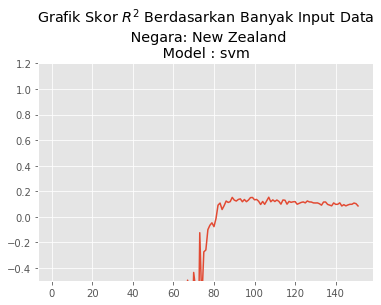 Grafik Skor $R^2$ Berdasarkan Banyak Input Data
Negara: New Zealand
Model : svm
1.2
1.0
0.8
0.6
0.4
0.2
0.0
−0.2
−0.4
0 20 40 60 80 100 120 140